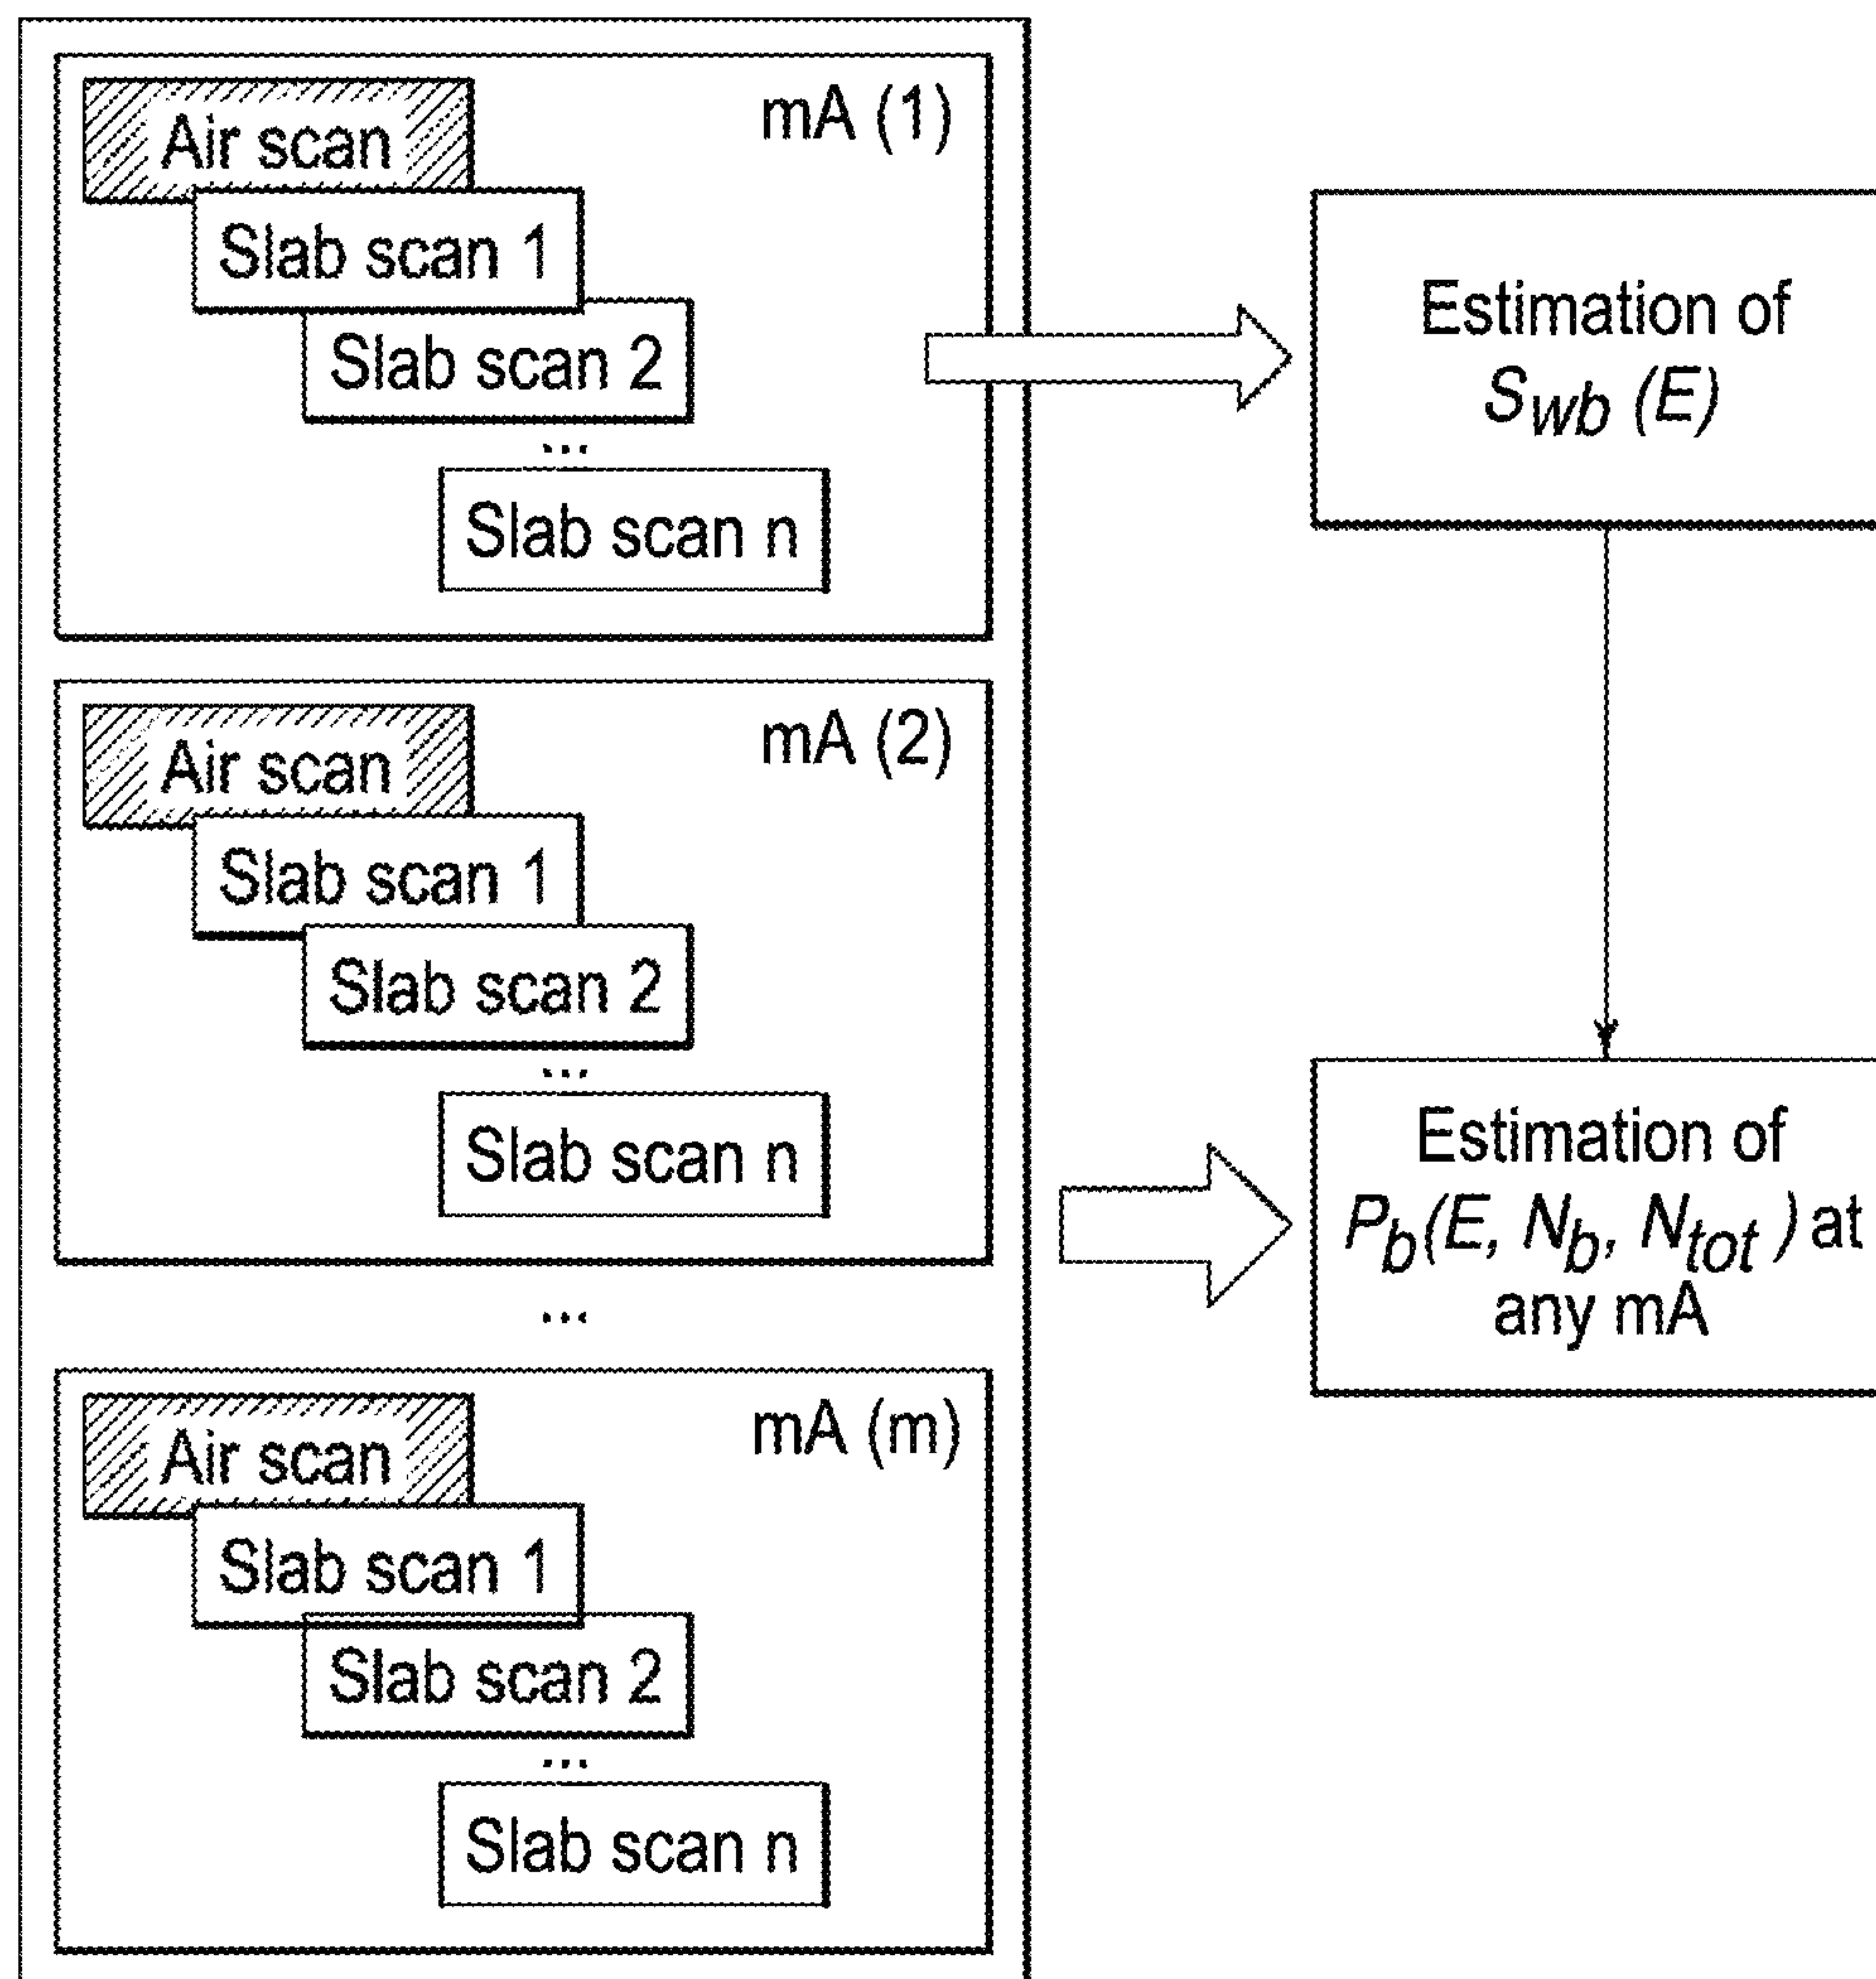 mA (1)
Air scan
Slab scan 1
Slab scan 2
...
Slab scan n
mA (2)
Air scan
Slab scan 1
Slab scan 2
...
Slab scan n
...
mA (m)
Air scan
Slab scan 1
Slab scan 2
...
Slab scan n
Estimation of
S_wb (E)
Estimation of
P_b(E, N_b, N_tot ) at
any mA